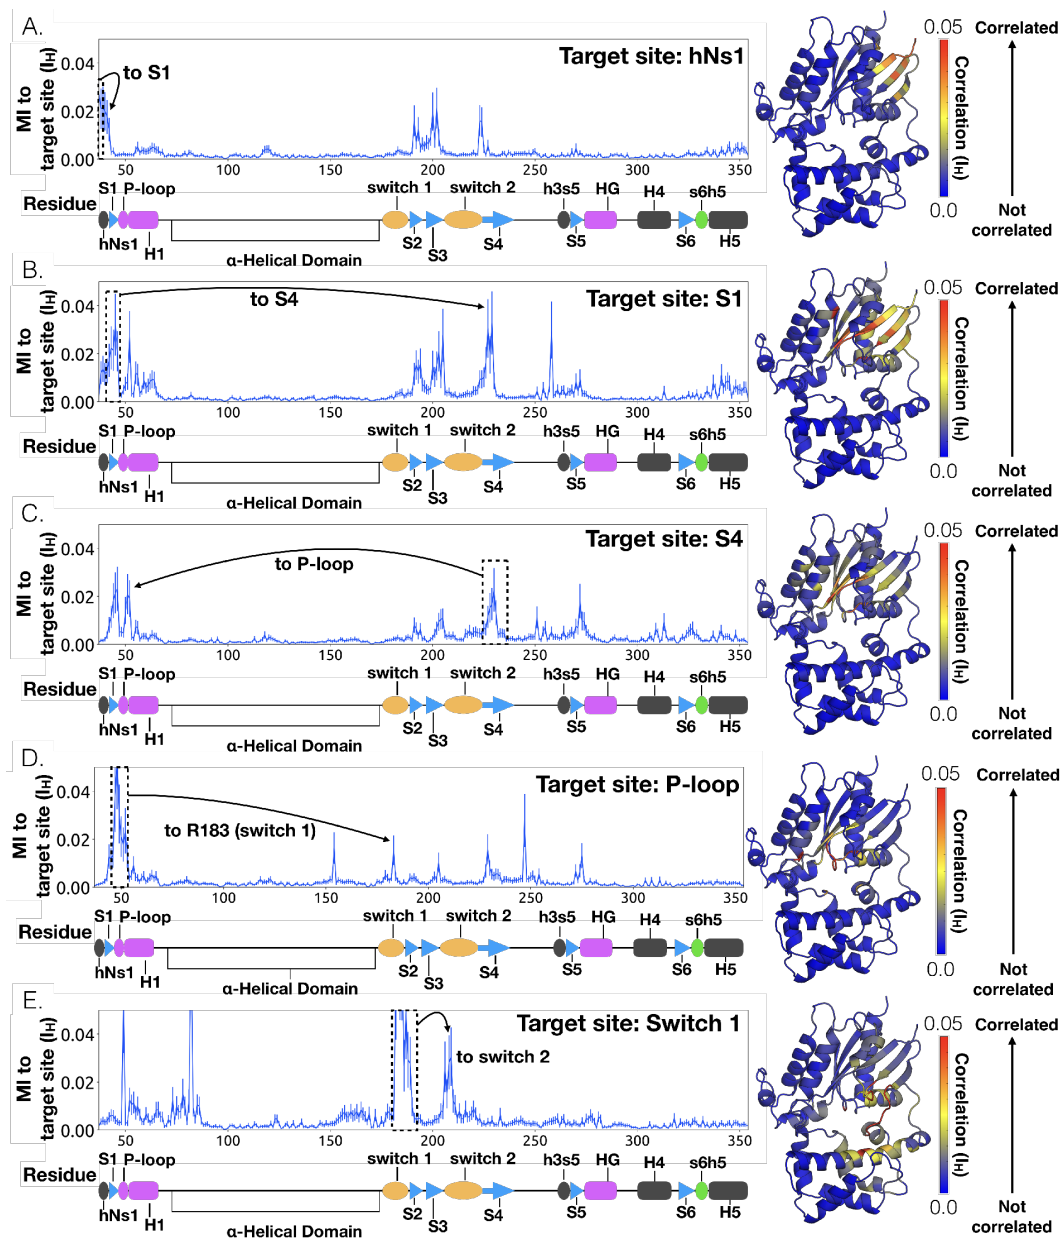 A.
MI to
target site (IH)
0.04
0.02
0.00
to S1
Target site: hNs1
50 100 150 200 250 300 350
S1 P-loop switch 1 switch 2 h3s5 HG H4 s6h5
Residue
hNs1 H1 S2 S3 S4 S5 S6 H5
α-Helical Domain
0.05
Correlation (IH)
0.0
Correlated
Not
correlated
B.
MI to
target site (IH)
0.04
0.02
0.00
to S4
Target site: S1
50 100 150 200 250 300 350
S1 P-loop switch 1 switch 2 h3s5 HG H4 s6h5
Residue
hNs1 H1 S2 S3 S4 S5 S6 H5
α-Helical Domain
0.05
Correlation (IH)
0.0
Correlated
Not
correlated
C.
MI to
target site (IH)
0.04
0.02
0.00
to P-loop
Target site: S4
50 100 150 200 250 300 350
S1 P-loop switch 1 switch 2 h3s5 HG H4 s6h5
Residue
hNs1 H1 S2 S3 S4 S5 S6 H5
α-Helical Domain
0.05
Correlation (IH)
0.0
Correlated
Not
correlated
D.
MI to
target site (IH)
0.04
0.02
0.00
to R183 (switch 1)
Target site: P-loop
50 100 150 200 250 300 350
S1 P-loop switch 1 switch 2 h3s5 HG H4 s6h5
Residue
hNs1 H1 S2 S3 S4 S5 S6 H5
α-Helical Domain
0.05
Correlation (IH)
0.0
Correlated
Not
correlated
E.
MI to
target site (IH)
0.04
0.02
0.00
to switch 2
Target site: Switch 1
50 100 150 200 250 300 350
S1 P-loop switch 1 switch 2 h3s5 HG H4 s6h5
Residue
hNs1 H1 S2 S3 S4 S5 S6 H5
α-Helical Domain
0.05
Correlation (IH)
0.0
Correlated
Not
correlated